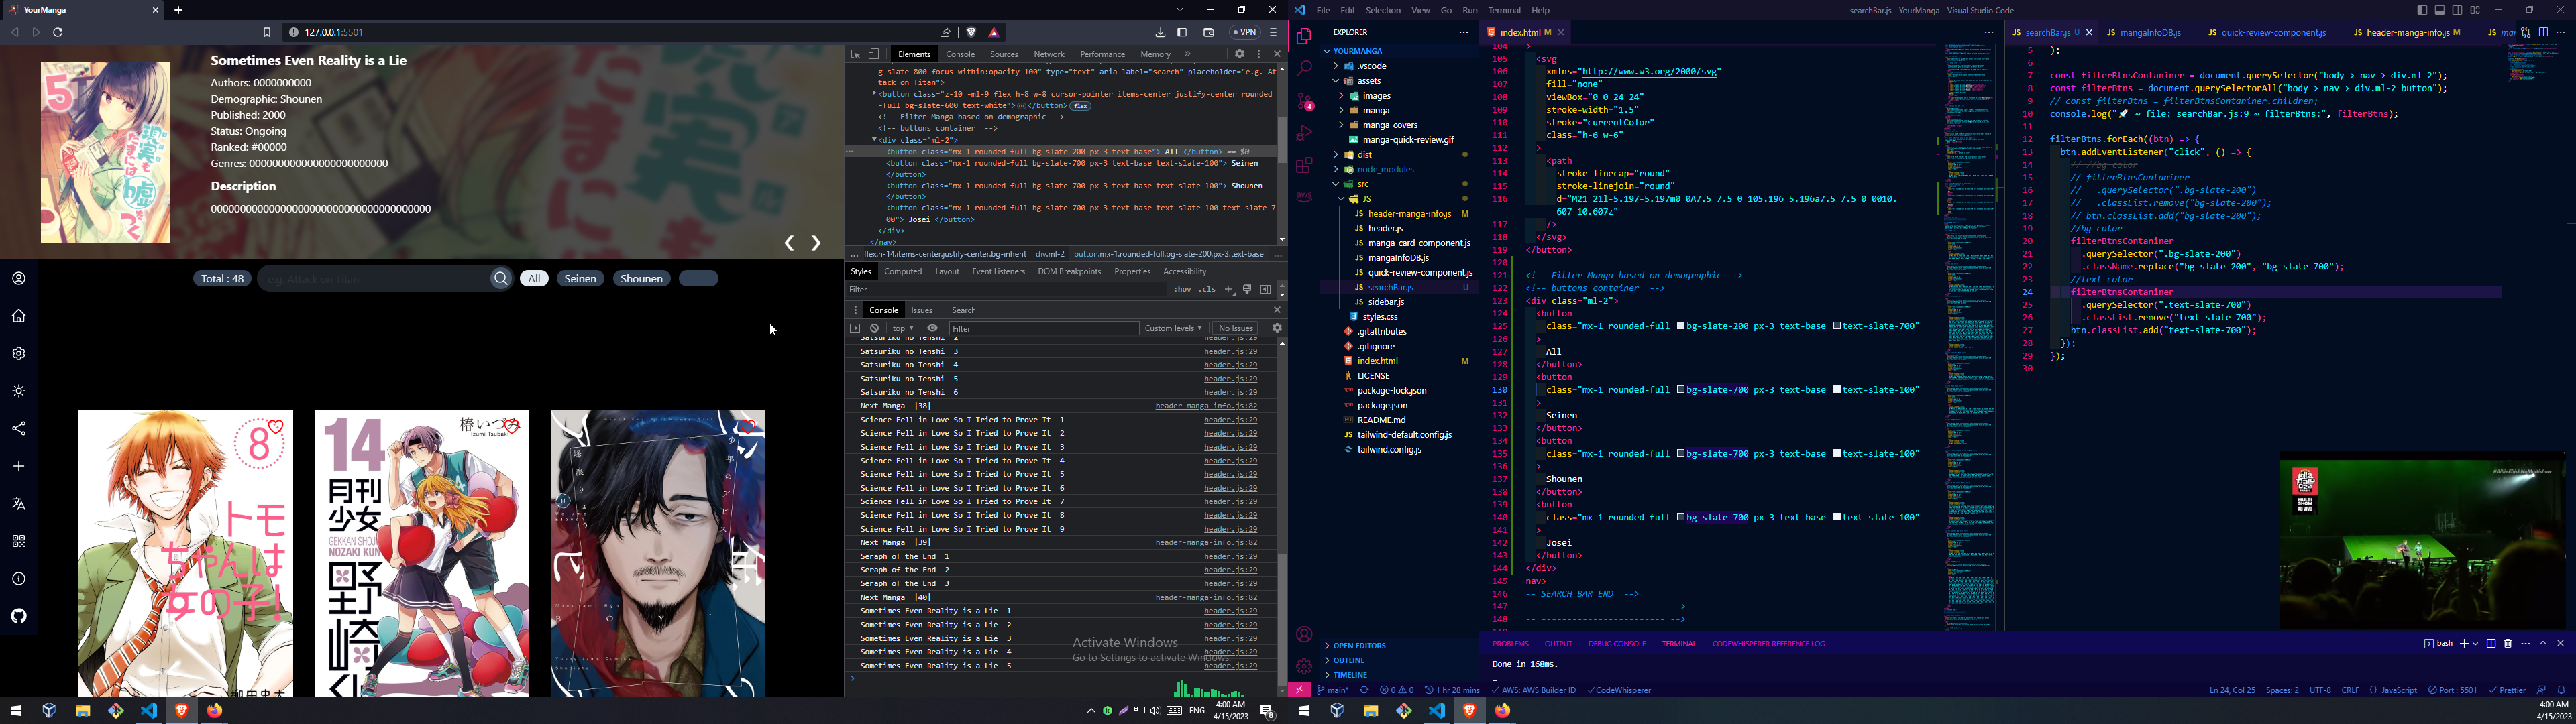 YourManga
127.0.0.1:5501
VPN
Sometimes Even Reality is a Lie
Authors: 0000000000
Demographic: Shounen
Published: 2000
Status: Ongoing
Ranked: #00000
Genres: 000000000000000000000000
Description
Total : 48
e.g. Attack on Titan
All
Seinen
Shounen
Elements
Console
Sources
Network
Performance
Memory
g-slate-800 focus-within:opacity-100" type="text" aria-label="search" placeholder="e.g. At
tack on Titan">
<button class="z-10 -ml-9 flex h-8 w-8 cursor-pointer items-center justify-center rounded
-full bg-slate-600 text-white"> </button> flex
<!-- Filter Manga based on demographic -->
<!-- buttons container  -->
<div class="ml-2">
<button class="mx-1 rounded-full bg-slate-200 px-3 text-base"> All </button> == $0
<button class="mx-1 rounded-full bg-slate-700 px-3 text-base text-slate-100"> Seinen
</button>
<button class="mx-1 rounded-full bg-slate-700 px-3 text-base text-slate-100"> Shounen
</button>
<button class="mx-1 rounded-full bg-slate-700 px-3 text-base text-slate-100 text-slate-7
00"> Josei </button>
</div>
</nav>
flex.h-14.items-center.justify-center.bg-inherit
div.ml-2
button.mx-1.rounded-full.bg-slate-200.px-3.text-base
Styles
Computed
Layout
Event Listeners
DOM Breakpoints
Properties
Accessibility
Filter
:hov .cls
Console
Issues
Search
top
Filter
Custom levels
No Issues
Satsuriku no Tenshi  2 header.js:29
Satsuriku no Tenshi  3 header.js:29
Satsuriku no Tenshi  4 header.js:29
Satsuriku no Tenshi  5 header.js:29
Satsuriku no Tenshi  6 header.js:29
Next Manga  |38| header-manga-info.js:82
Science Fell in Love So I Tried to Prove It  1 header.js:29
Science Fell in Love So I Tried to Prove It  2 header.js:29
Science Fell in Love So I Tried to Prove It  3 header.js:29
Science Fell in Love So I Tried to Prove It  4 header.js:29
Science Fell in Love So I Tried to Prove It  5 header.js:29
Science Fell in Love So I Tried to Prove It  6 header.js:29
Science Fell in Love So I Tried to Prove It  7 header.js:29
Science Fell in Love So I Tried to Prove It  8 header.js:29
Science Fell in Love So I Tried to Prove It  9 header.js:29
Next Manga  |39| header-manga-info.js:82
Seraph of the End  1 header.js:29
Seraph of the End  2 header.js:29
Seraph of the End  3 header.js:29
Next Manga  |40| header-manga-info.js:82
Sometimes Even Reality is a Lie  1 header.js:29
Sometimes Even Reality is a Lie  2 header.js:29
Sometimes Even Reality is a Lie  3 header.js:29
Sometimes Even Reality is a Lie  4 header.js:29
Sometimes Even Reality is a Lie  5 header.js:29
Activate Windows
Go to Settings to activate Windows.
8
トモ
ちゃんは
女の子!
14
椿いづみ
Izumi Tsubaki
月刊
少女
GEKKAN SHOJO
NOZAKI KUN
野崎くん
ENG
4:00 AM
4/15/2023
File Edit Selection View Go Run Terminal Help
searchBar.js - YourManga - Visual Studio Code
EXPLORER
YOURMANGA
.vscode
assets
images
manga
manga-covers
manga-quick-review.gif
dist
node_modules
src
JS
header-manga-info.js M
header.js
manga-card-component.js
mangaInfoDB.js
quick-review-component.js
searchBar.js U
sidebar.js
styles.css
.gitattributes
.gitignore
index.html M
LICENSE
package-lock.json
package.json
README.md
tailwind-default.config.js
tailwind.config.js
OPEN EDITORS
OUTLINE
TIMELINE
index.html M
104 >
105 <svg
106 xmlns="http://www.w3.org/2000/svg"
107 fill="none"
108 viewBox="0 0 24 24"
109 stroke-width="1.5"
110 stroke="currentColor"
111 class="h-6 w-6"
112 >
113 <path
114 stroke-linecap="round"
115 stroke-linejoin="round"
116 d="M21 21l-5.197-5.197m0 0A7.5 7.5 0 105.196 5.196a7.5 7.5 0 0010.
607 10.607z"
117 />
118 </svg>
119 </button>
120
121 <!-- Filter Manga based on demographic -->
122 <!-- buttons container  -->
123 <div class="ml-2">
124 <button
125 class="mx-1 rounded-full bg-slate-200 px-3 text-base text-slate-700"
126 >
127 All
128 </button>
129 <button
130 class="mx-1 rounded-full bg-slate-700 px-3 text-base text-slate-100"
131 >
132 Seinen
133 </button>
134 <button
135 class="mx-1 rounded-full bg-slate-700 px-3 text-base text-slate-100"
136 >
137 Shounen
138 </button>
139 <button
140 class="mx-1 rounded-full bg-slate-700 px-3 text-base text-slate-100"
141 >
142 Josei
143 </button>
144 </div>
145 nav>
146 -- SEARCH BAR END  -->
147 -- ------------------------ -->
148 -- ------------------------ -->
searchBar.js U
mangaInfoDB.js
quick-review-component.js
header-manga-info.js M
5 );
6
7 const filterBtnsContaniner = document.querySelector("body > nav > div.ml-2");
8 const filterBtns = document.querySelectorAll("body > nav > div.ml-2 button");
9 // const filterBtns = filterBtnsContaniner.children;
10 console.log("🚀 ~ file: searchBar.js:9 ~ filterBtns:", filterBtns);
11
12 filterBtns.forEach((btn) => {
13 btn.addEventListener("click", () => {
14 // //bg color
15 // filterBtnsContaniner
16 //   .querySelector(".bg-slate-200")
17 //   .classList.remove("bg-slate-200");
18 // btn.classList.add("bg-slate-200");
19 //bg color
20 filterBtnsContaniner
21 .querySelector(".bg-slate-200")
22 .className.replace("bg-slate-200", "bg-slate-700");
23 //text color
24 filterBtnsContaniner
25 .querySelector(".text-slate-700")
26 .classList.remove("text-slate-700");
27 btn.classList.add("text-slate-700");
28 });
29 });
30
PROBLEMS
OUTPUT
DEBUG CONSOLE
TERMINAL
CODEWHISPERER REFERENCE LOG
bash
Done in 168ms.
main*
0 0
1 hr 28 mins
AWS: AWS Builder ID
CodeWhisperer
Ln 24, Col 25
Spaces: 2
UTF-8
CRLF
JavaScript
Port : 5501
Prettier
4:00 AM
4/15/2023